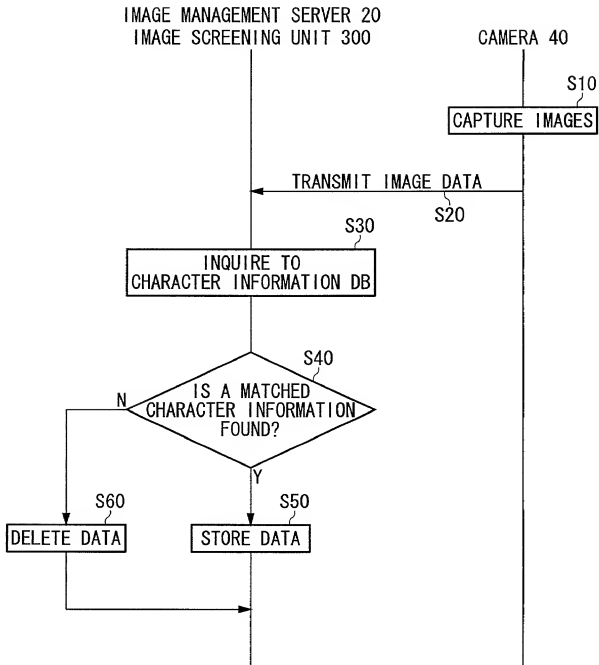 IMAGE MANAGEMENT SERVER 20
IMAGE SCREENING UNIT 300
CAMERA 40
S10
CAPTURE IMAGES
TRANSMIT IMAGE DATA
S20
S30
INQUIRE TO
CHARACTER INFORMATION DB
S40
IS A MATCHED
CHARACTER INFORMATION
FOUND?
N
Y
S60
DELETE DATA
S50
STORE DATA